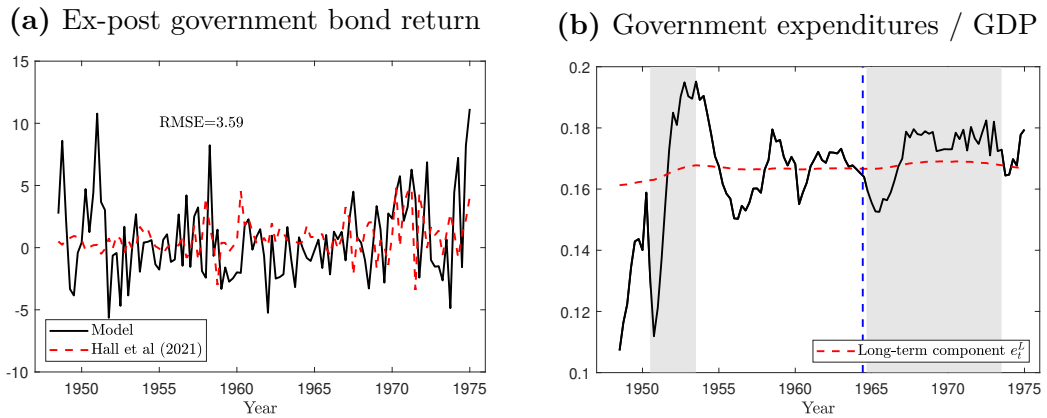 (a) Ex-post government bond return
15
10
5
0
-5
-10
RMSE=3.59
Model
Hall et al (2021)
1950 1955 1960 1965 1970 1975
Year
(b) Government expenditures / GDP
0.2
0.18
0.16
0.14
0.12
0.1
Long-term component e_t^L
1950 1955 1960 1965 1970 1975
Year